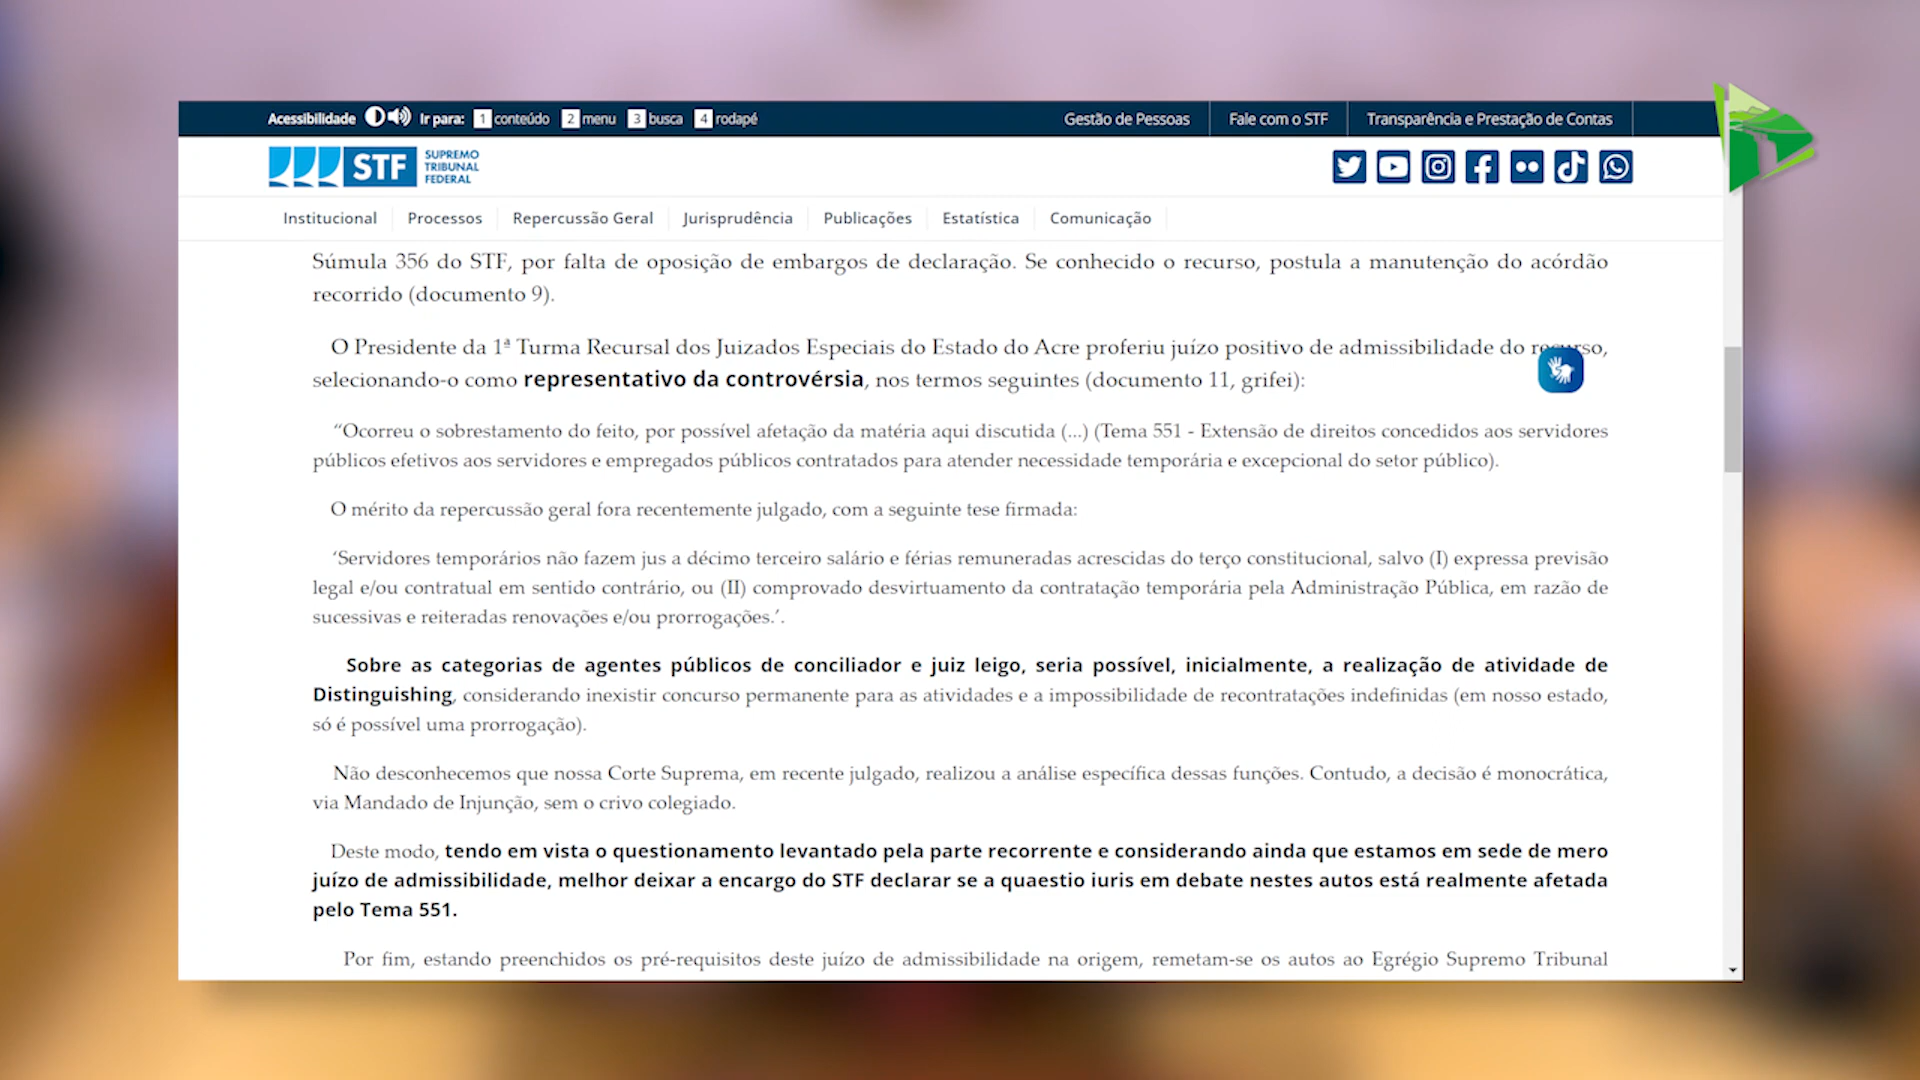 Acessibilidade Ir para: 1 conteúdo 2 menu 3 busca 4 rodapé Gestão de Pessoas Fale com o STF Transparência e Prestação de Contas
STF SUPREMO
TRIBUNAL
FEDERAL
Institucional Processos Repercussão Geral Jurisprudência Publicações Estatística Comunicação
Súmula 356 do STF, por falta de oposição de embargos de declaração. Se conhecido o recurso, postula a manutenção do acórdão
recorrido (documento 9).
O Presidente da 1ª Turma Recursal dos Juizados Especiais do Estado do Acre proferiu juízo positivo de admissibilidade do recurso,
selecionando-o como representativo da controvérsia, nos termos seguintes (documento 11, grifei):
“Ocorreu o sobrestamento do feito, por possível afetação da matéria aqui discutida (...) (Tema 551 - Extensão de direitos concedidos aos servidores
públicos efetivos aos servidores e empregados públicos contratados para atender necessidade temporária e excepcional do setor público).
O mérito da repercussão geral fora recentemente julgado, com a seguinte tese firmada:
‘Servidores temporários não fazem jus a décimo terceiro salário e férias remuneradas acrescidas do terço constitucional, salvo (I) expressa previsão
legal e/ou contratual em sentido contrário, ou (II) comprovado desvirtuamento da contratação temporária pela Administração Pública, em razão de
sucessivas e reiteradas renovações e/ou prorrogações.’.
Sobre as categorias de agentes públicos de conciliador e juiz leigo, seria possível, inicialmente, a realização de atividade de
Distinguishing, considerando inexistir concurso permanente para as atividades e a impossibilidade de recontratações indefinidas (em nosso estado,
só é possível uma prorrogação).
Não desconhecemos que nossa Corte Suprema, em recente julgado, realizou a análise específica dessas funções. Contudo, a decisão é monocrática,
via Mandado de Injunção, sem o crivo colegiado.
Deste modo, tendo em vista o questionamento levantado pela parte recorrente e considerando ainda que estamos em sede de mero
juízo de admissibilidade, melhor deixar a encargo do STF declarar se a quaestio iuris em debate nestes autos está realmente afetada
pelo Tema 551.
Por fim, estando preenchidos os pré-requisitos deste juízo de admissibilidade na origem, remetam-se os autos ao Egrégio Supremo Tribunal